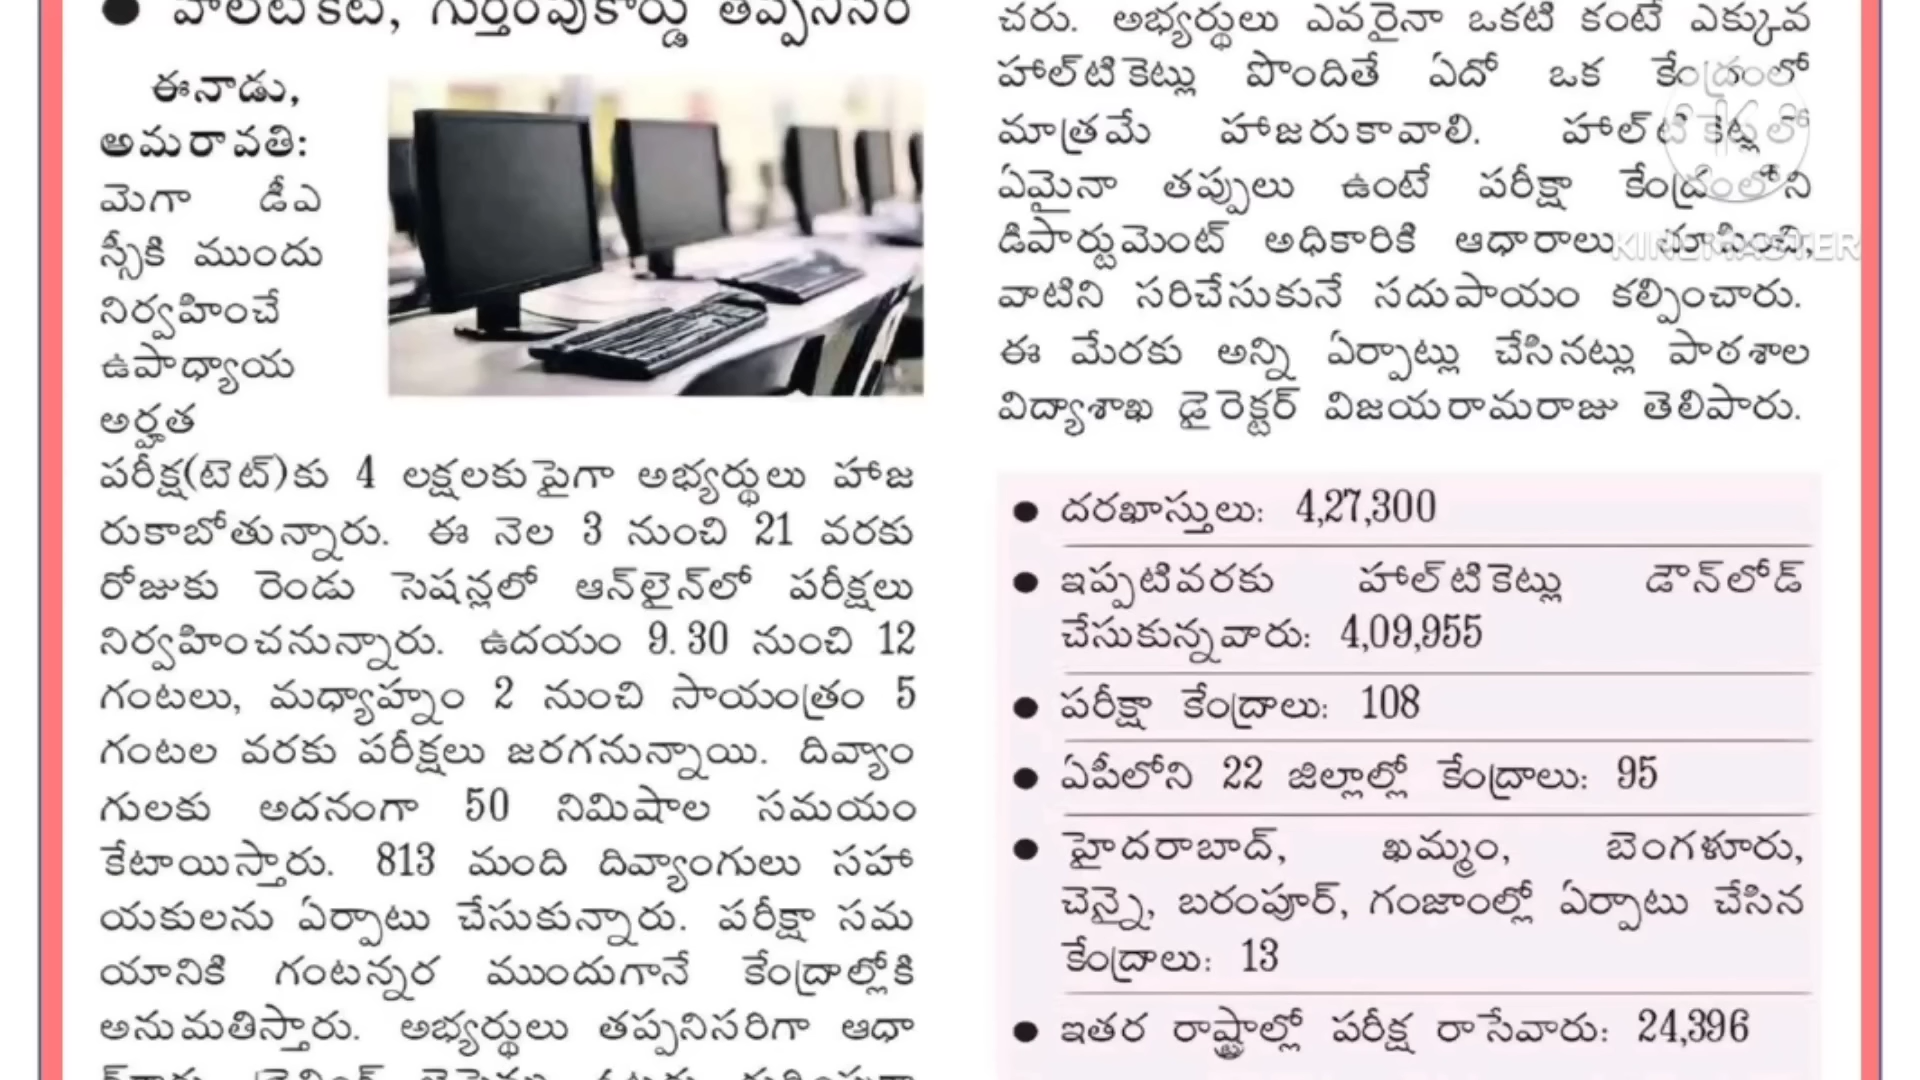 ● హాల్‌టికెట్, గుర్తింపుకార్డు తప్పనిసరి
ఈనాడు,
అమరావతి:
మెగా డీఎ
స్సీకి ముందు
నిర్వహించే
ఉపాధ్యాయ
అర్హత
పరీక్ష(టెట్)కు 4 లక్షలకుపైగా అభ్యర్థులు హాజ
రుకాబోతున్నారు. ఈ నెల 3 నుంచి 21 వరకు
రోజుకు రెండు సెషన్లలో ఆన్‌లైన్‌లో పరీక్షలు
నిర్వహించనున్నారు. ఉదయం 9.30 నుంచి 12
గంటలు, మధ్యాహ్నం 2 నుంచి సాయంత్రం 5
గంటల వరకు పరీక్షలు జరగనున్నాయి. దివ్యాం
గులకు అదనంగా 50 నిమిషాల సమయం
కేటాయిస్తారు. 813 మంది దివ్యాంగులు సహా
యకులను ఏర్పాటు చేసుకున్నారు. పరీక్షా సమ
యానికి గంటన్నర ముందుగానే కేంద్రాల్లోకి
అనుమతిస్తారు. అభ్యర్థులు తప్పనిసరిగా ఆధా
చరు. అభ్యర్థులు ఎవరైనా ఒకటి కంటే ఎక్కువ
హాల్‌టికెట్లు పొందితే ఏదో ఒక కేంద్రంలో
మాత్రమే హాజరుకావాలి. హాల్‌టికెట్లలో
ఏమైనా తప్పులు ఉంటే పరీక్షా కేంద్రంలోని
డిపార్టుమెంట్ అధికారికి ఆధారాలు చూపించి,
వాటిని సరిచేసుకునే సదుపాయం కల్పించారు.
ఈ మేరకు అన్ని ఏర్పాట్లు చేసినట్లు పాఠశాల
విద్యాశాఖ డైరెక్టర్ విజయరామరాజు తెలిపారు.
● దరఖాస్తులు: 4,27,300
● ఇప్పటివరకు హాల్‌టికెట్లు డౌన్‌లోడ్
చేసుకున్నవారు: 4,09,955
● పరీక్షా కేంద్రాలు: 108
● ఏపీలోని 22 జిల్లాల్లో కేంద్రాలు: 95
● హైదరాబాద్, ఖమ్మం, బెంగళూరు,
చెన్నై, బరంపూర్, గంజాంల్లో ఏర్పాటు చేసిన
కేంద్రాలు: 13
● ఇతర రాష్ట్రాల్లో పరీక్ష రాసేవారు: 24,396
KINEMASTER